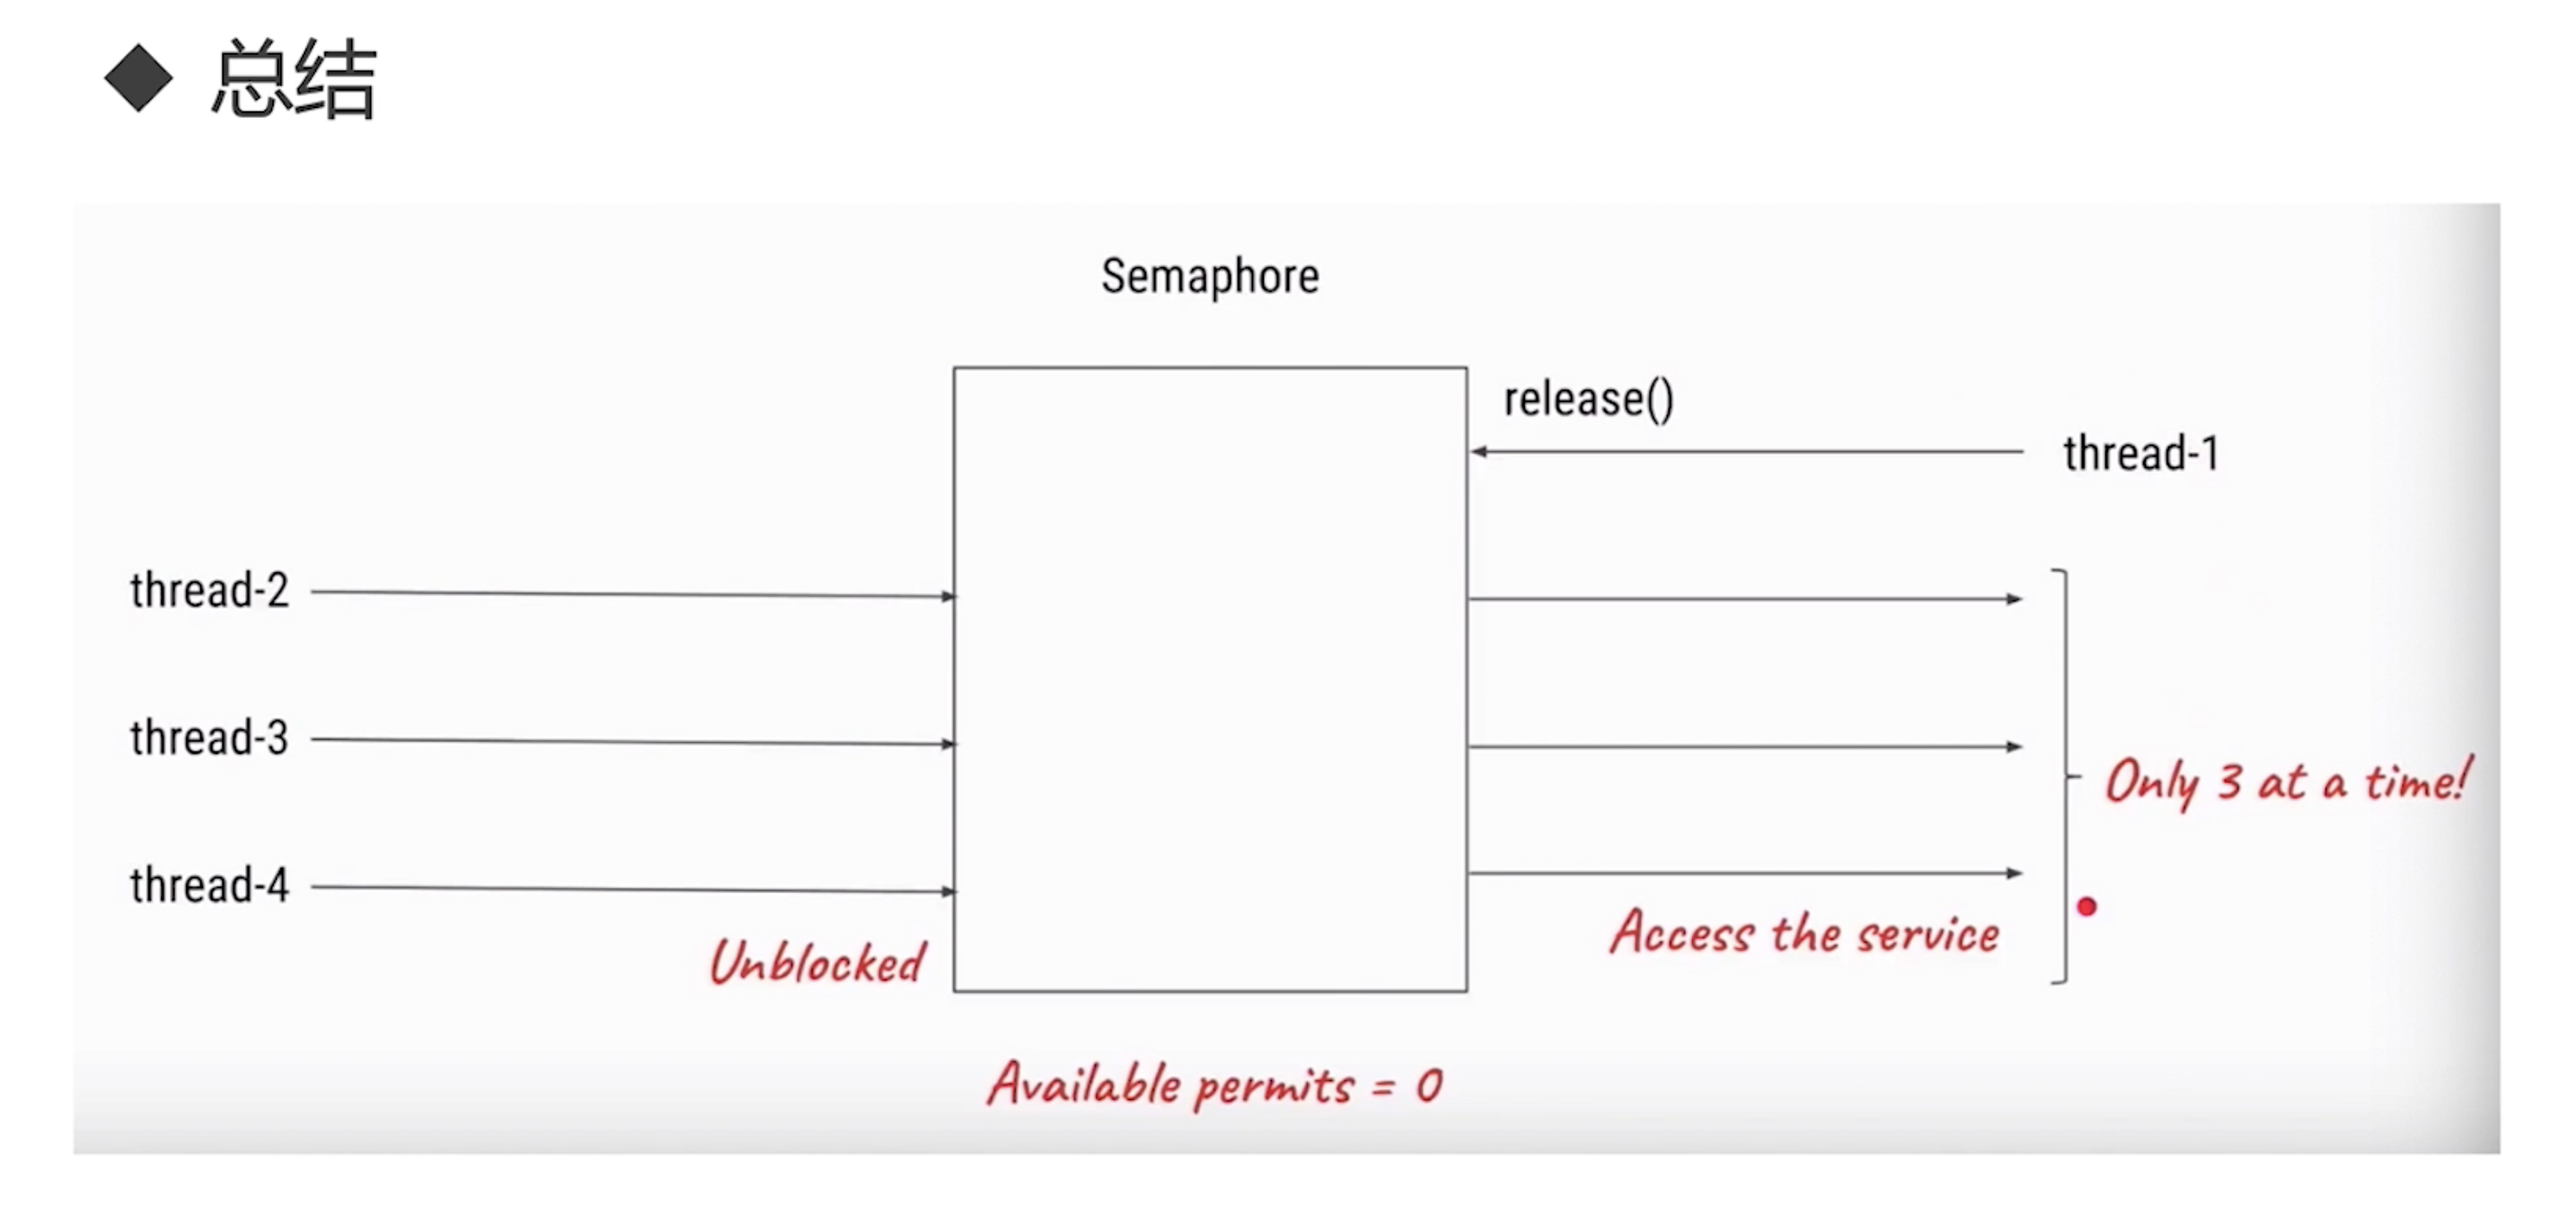 总结
Semaphore
release()
thread-1
thread-2
thread-3
Only 3 at a time!
thread-4
Access the service
Unblocked
Available permits = 0